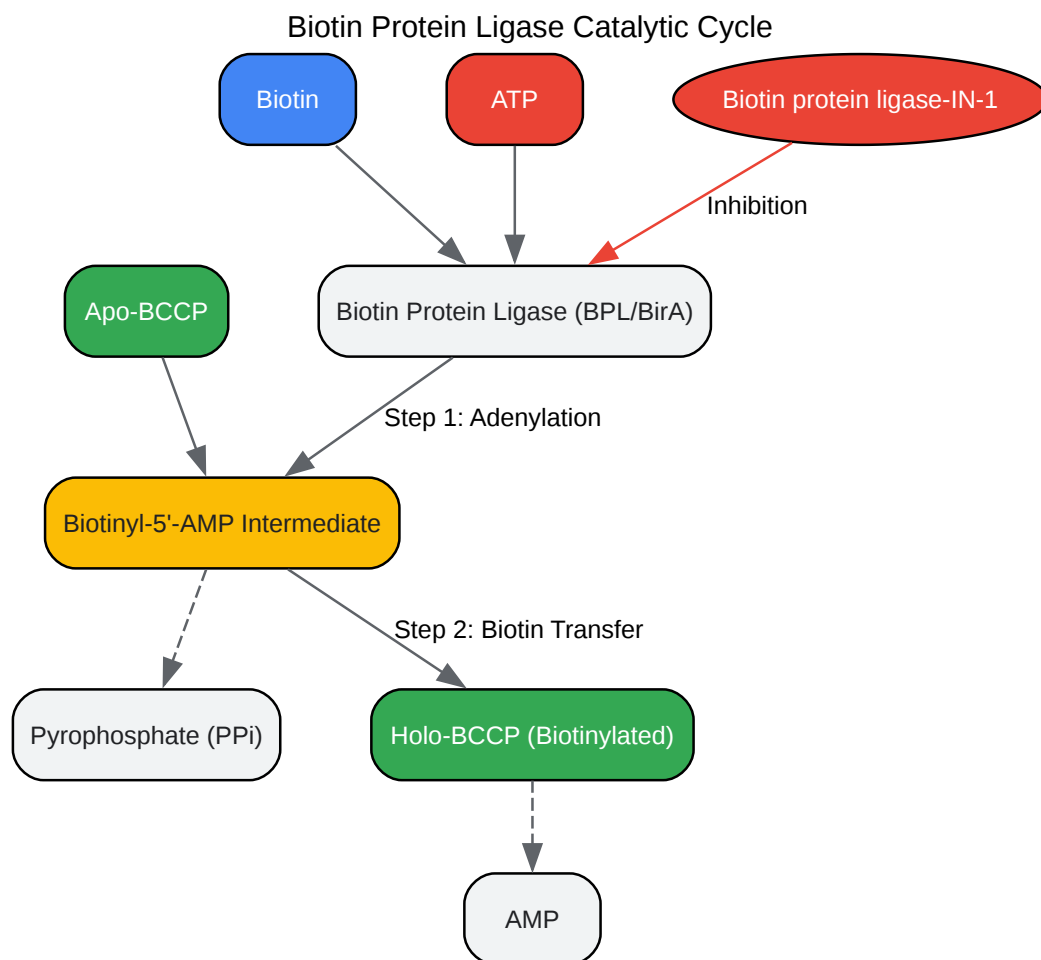 Biotin Protein Ligase Catalytic Cycle
Biotin
ATP
Biotin protein ligase-IN-1
Inhibition
Apo-BCCP
Biotin Protein Ligase (BPL/BirA)
Step 1: Adenylation
Biotinyl-5'-AMP Intermediate
Step 2: Biotin Transfer
Pyrophosphate (PPi)
Holo-BCCP (Biotinylated)
AMP